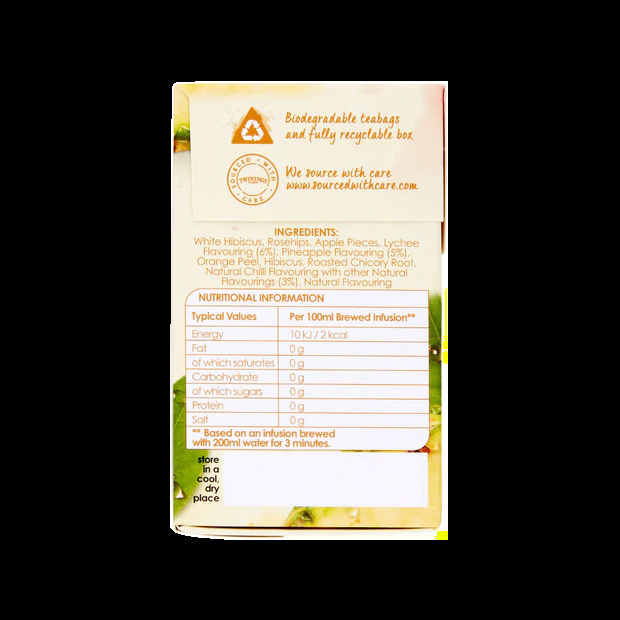 Biodegradable teabags
and fully recyclable box
SOURCED • WITH • CARE •
TWININGS
We source with care
www.sourcedwithcare.com
INGREDIENTS:
White Hibiscus, Rosehips, Apple Pieces, Lychee
Flavouring (6%), Pineapple Flavouring (5%),
Orange Peel, Hibiscus, Roasted Chicory Root,
Natural Chilli Flavouring with other Natural
Flavourings (3%), Natural Flavouring
NUTRITIONAL INFORMATION
Typical Values Per 100ml Brewed Infusion**
Energy 10 kJ / 2 kcal
Fat 0 g
of which saturates 0 g
Carbohydrate 0 g
of which sugars 0 g
Protein 0 g
Salt 0 g
** Based on an infusion brewed
with 200ml water for 3 minutes.
store
in a
cool,
dry
place